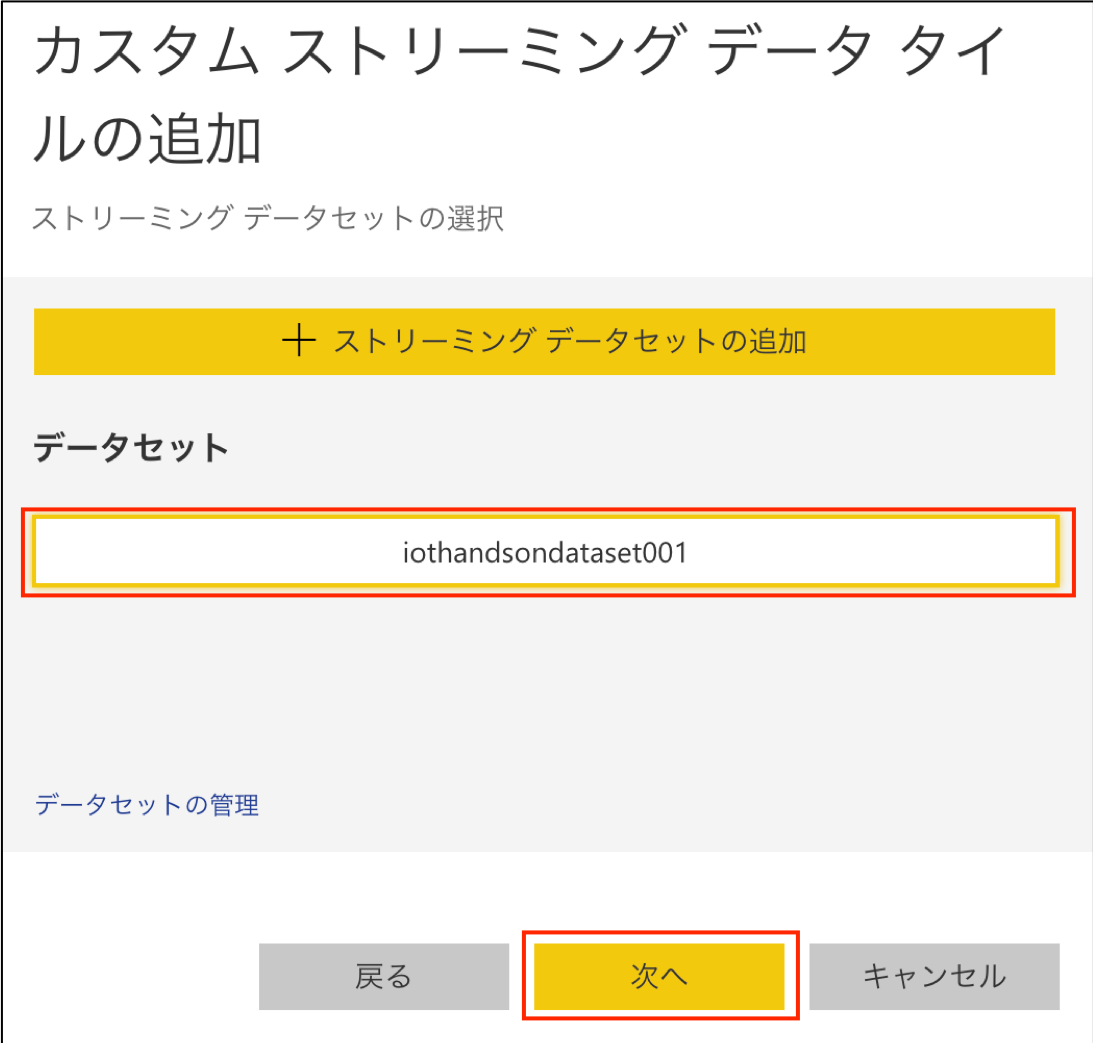 カスタム ストリーミング データ タイ
ルの追加
ストリーミング データセットの選択
＋ ストリーミング データセットの追加
データセット
iothandsondataset001
データセットの管理
戻る
次へ
キャンセル